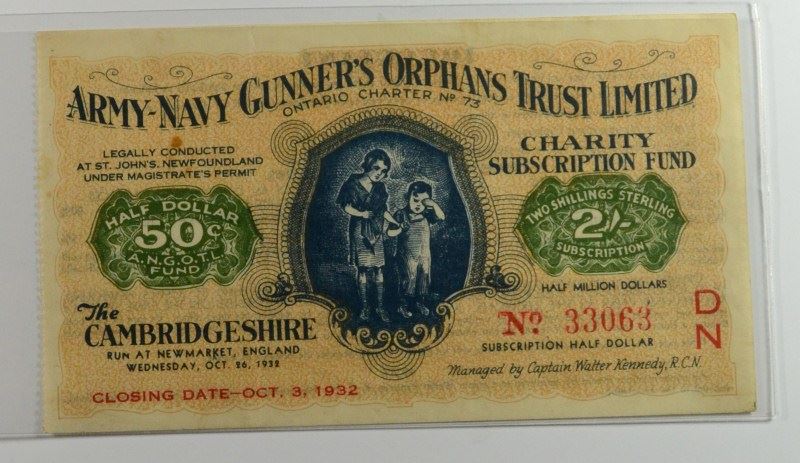 ARMY-NAVY GUNNER'S ORPHANS TRUST LIMITED
ONTARIO CHARTER Nº 73
LEGALLY CONDUCTED
AT ST. JOHN'S. NEWFOUNDLAND
UNDER MAGISTRATE'S PERMIT
CHARITY
SUBSCRIPTION FUND
HALF DOLLAR
50c
A.N.G.O.T.L.
FUND
TWO SHILLINGS STERLING
2/-
SUBSCRIPTION
HALF MILLION DOLLARS
The
CAMBRIDGESHIRE
RUN AT NEWMARKET, ENGLAND
WEDNESDAY, OCT. 26, 1932
Nº 33063
D
N
SUBSCRIPTION HALF DOLLAR
Managed by Captain Walter Kennedy, R.C.N.
CLOSING DATE-OCT. 3, 1932